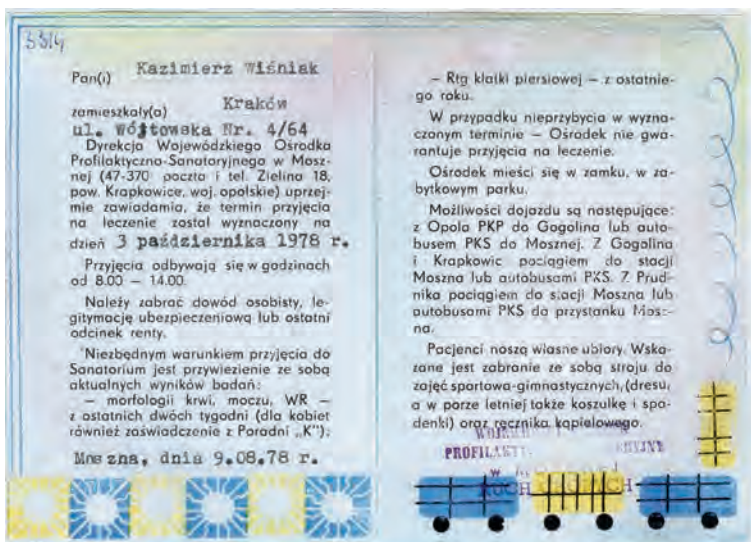 3314
Pan(i) Kazimierz Wiśniak
zamieszkały(a) Kraków
ul. Wójtowska Nr. 4/64
Dyrekcja Wojewódzkiego Ośrodka
Profilaktyczno-Sanatoryjnego w Mosz-
nej (47-370 poczta i tel. Zielina 18,
pow. Krapkowice, woj. opolskie) uprzej-
mie zawiadamia, że termin przyjęcia
na leczenie został wyznaczony na
dzień 3 października 1978 r.
Przyjęcia odbywają się w godzinach
od 8.00 — 14.00.
Należy zabrać dowód osobisty, le-
gitymację ubezpieczeniową lub ostatni
odcinek renty.
Niezbędnym warunkiem przyjęcia do
Sanatorium jest przywiezienie ze sobą
aktualnych wyników badań:
— morfologii krwi, moczu, WR —
z ostatnich dwóch tygodni (dla kobiet
również zaświadczenie z Poradni „K"):
Moszna, dnia 9.08.78 r.
— Rtg klatki piersiowej — z ostatnie-
go roku.
W przypadku nieprzybycia w wyzna-
czonym terminie — Ośrodek nie gwa-
rantuje przyjęcia na leczenie.
Ośrodek mieści się w zamku, w za-
bytkowym parku.
Możliwości dojazdu są następujące:
z Opola PKP do Gogolina lub auto-
busem PKS do Mosznej. Z Gogolina
i Krapkowic pociągiem do stacji
Moszna lub autobusami PKS. Z Prud-
nika pociągiem do stacji Moszna lub
autobusami PKS do przystanku Mosz-
na.
Pacjenci noszą własne ubiory. Wska-
zane jest zabranie ze sobą stroju do
zajęć sportowo-gimnastycznych, (dresu,
a w porze letniej także koszulkę i spo-
denki) oraz ręcznika kąpielowego.